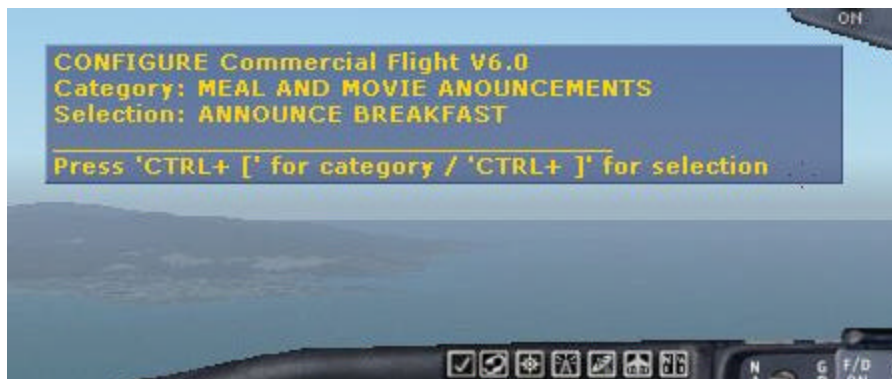 ON
CONFIGURE Commercial Flight V6.0
Category: MEAL AND MOVIE ANOUNCEMENTS
Selection: ANNOUNCE BREAKFAST
Press 'CTRL+ [' for category / 'CTRL+ ]' for selection
N G F/D
ON